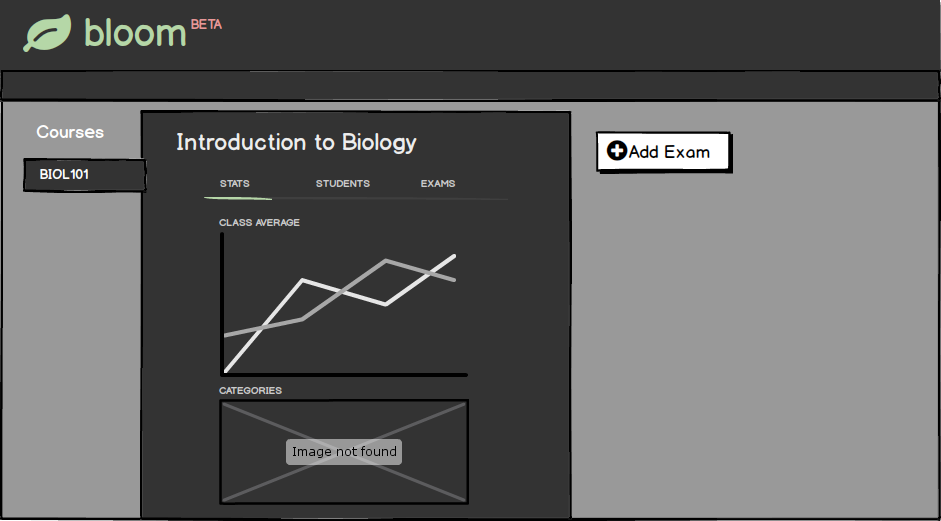 bloom BETA
Courses
BIOL101
Introduction to Biology
STATS STUDENTS EXAMS
CLASS AVERAGE
CATEGORIES
Image not found
Add Exam